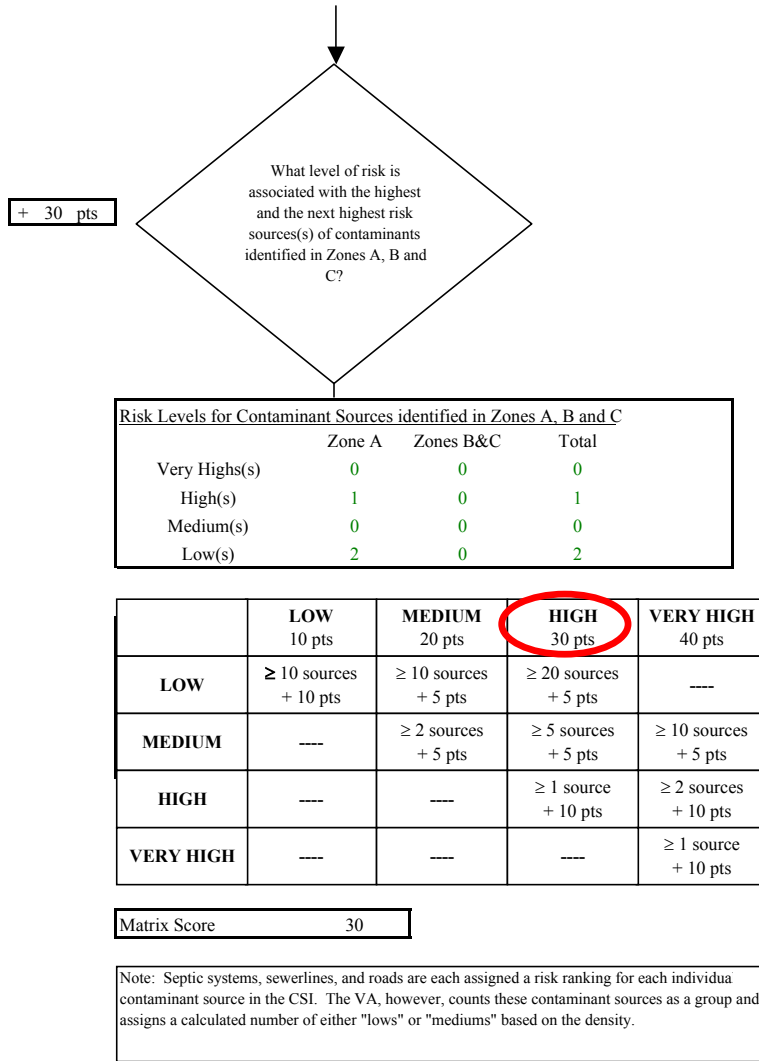 What level of risk is
associated with the highest
and the next highest risk
sources(s) of contaminants
identified in Zones A, B and
C?
+ 30 pts
Risk Levels for Contaminant Sources identified in Zones A, B and C
Zone A Zones B&C Total
Very Highs(s) 0 0 0
High(s) 1 0 1
Medium(s) 0 0 0
Low(s) 2 0 2
LOW MEDIUM HIGH VERY HIGH
10 pts 20 pts 30 pts 40 pts
LOW ≥ 10 sources ≥ 10 sources ≥ 20 sources ----
+ 10 pts + 5 pts + 5 pts
MEDIUM ---- ≥ 2 sources ≥ 5 sources ≥ 10 sources
+ 5 pts + 5 pts + 5 pts
HIGH ---- ---- ≥ 1 source ≥ 2 sources
+ 10 pts + 10 pts
VERY HIGH ---- ---- ---- ≥ 1 source
+ 10 pts
Matrix Score 30
Note: Septic systems, sewerlines, and roads are each assigned a risk ranking for each individua
contaminant source in the CSI. The VA, however, counts these contaminant sources as a group and
assigns a calculated number of either "lows" or "mediums" based on the density.